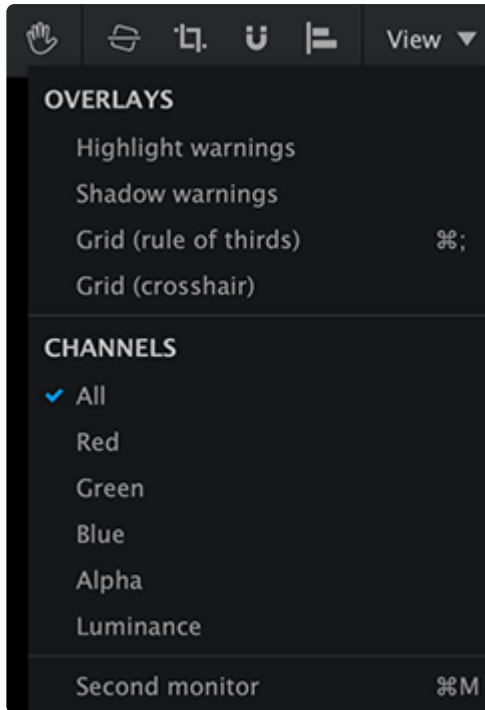 View ▼
OVERLAYS
Highlight warnings
Shadow warnings
Grid (rule of thirds) ⌘;
Grid (crosshair)
CHANNELS
✓ All
Red
Green
Blue
Alpha
Luminance
Second monitor ⌘M